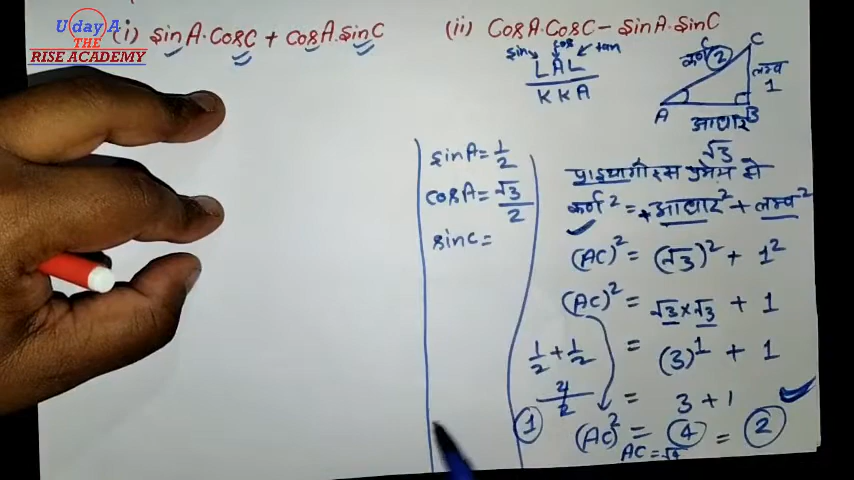 U day A
THE
RISE ACADEMY
(i) sinA·CosC + cosA·sinC
(ii) CosA·CosC - sinA·SinC
sin cos tan
LAL
KKA
C
कर्ण 2
लम्ब
1
A
B
आधार
√3
sinA = 1/2
cosA = √3/2
sinc =
पाइथागोरस प्रमेय से
कर्ण² = आधार² + लम्ब²
(AC)² = (√3)² + 1²
(AC)² = √3×√3 + 1
= (3)¹ + 1
= 3 + 1
(AC)² = 4 = 2
AC = √4
1/2 + 1/2
2/2
1